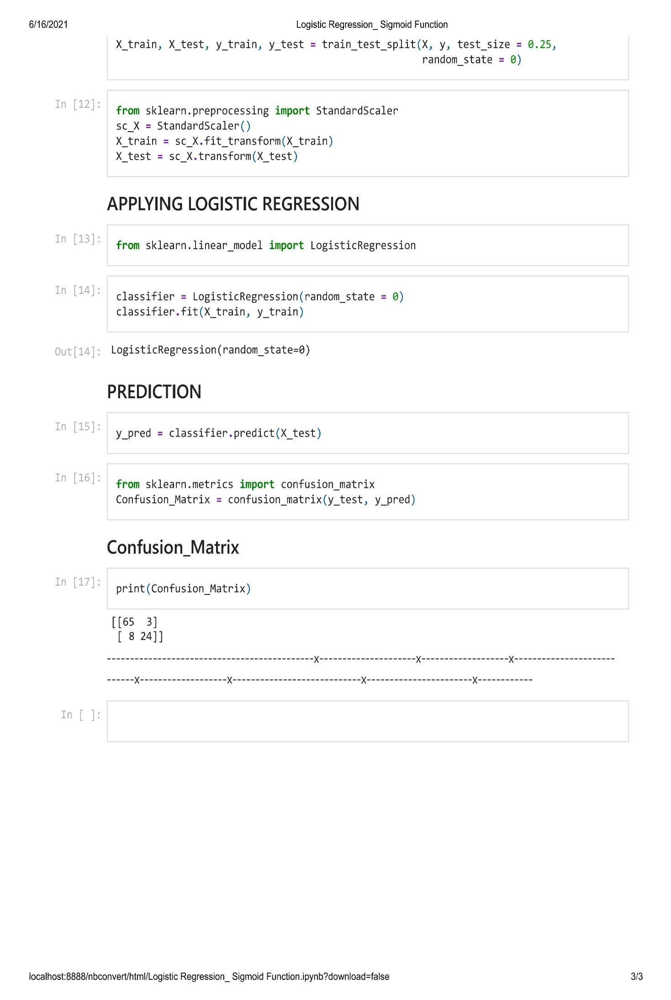 6/16/2021 Logistic Regression_ Sigmoid Function
X_train, X_test, y_train, y_test = train_test_split(X, y, test_size = 0.25,
random_state = 0)
In [12]:
from sklearn.preprocessing import StandardScaler
sc_X = StandardScaler()
X_train = sc_X.fit_transform(X_train)
X_test = sc_X.transform(X_test)
APPLYING LOGISTIC REGRESSION
In [13]:
from sklearn.linear_model import LogisticRegression
In [14]:
classifier = LogisticRegression(random_state = 0)
classifier.fit(X_train, y_train)
Out[14]: LogisticRegression(random_state=0)
PREDICTION
In [15]:
y_pred = classifier.predict(X_test)
In [16]:
from sklearn.metrics import confusion_matrix
Confusion_Matrix = confusion_matrix(y_test, y_pred)
Confusion_Matrix
In [17]:
print(Confusion_Matrix)
[[65  3]
[ 8 24]]
---------------------------------------------X---------------------X-------------------X----------------------
------X-------------------X----------------------------X-----------------------X------------
In [ ]:
localhost:8888/nbconvert/html/Logistic Regression_ Sigmoid Function.ipynb?download=false 3/3